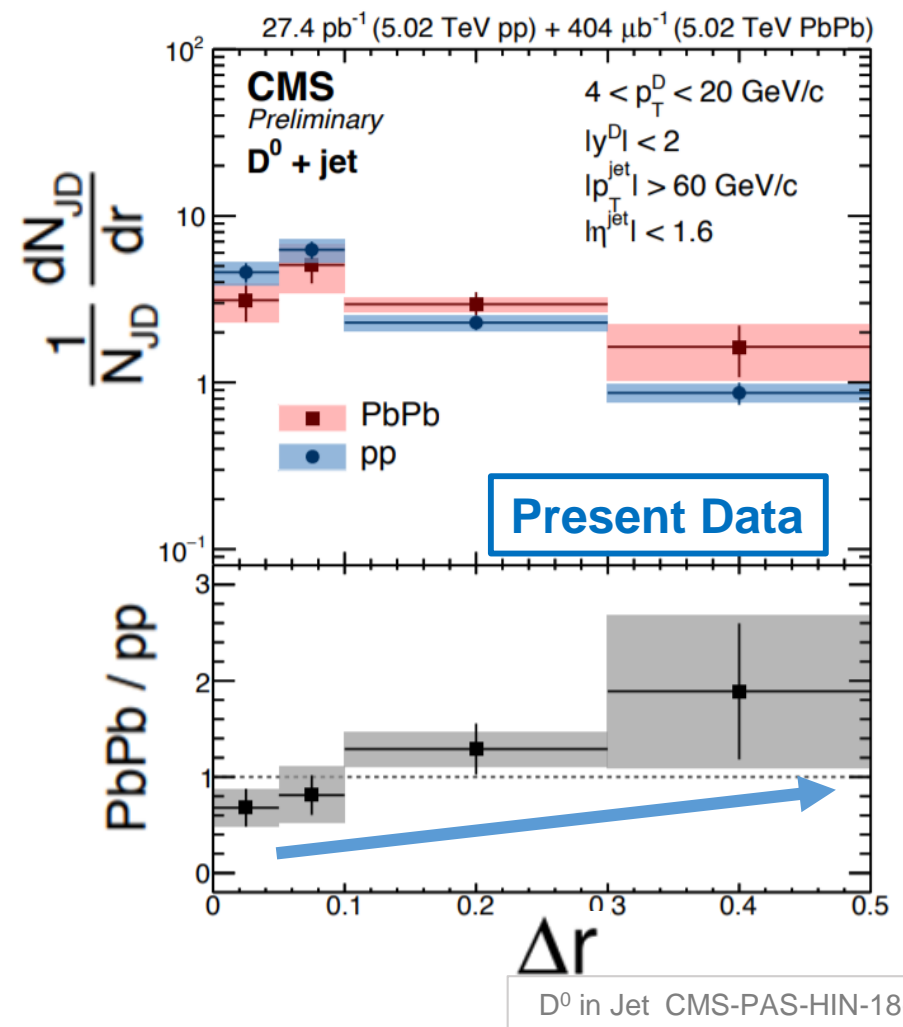 27.4 pb⁻¹ (5.02 TeV pp) + 404 μb⁻¹ (5.02 TeV PbPb)
10²
CMS
Preliminary
D⁰ + jet
4 < p_T^D < 20 GeV/c
|y^D| < 2
|p_T^jet| > 60 GeV/c
|η^jet| < 1.6
10
1
10⁻¹
1/N_JD dN_JD/dr
PbPb
pp
Present Data
PbPb / pp
3
2
1
0
0 0.1 0.2 0.3 0.4 0.5
Δr
D⁰ in Jet CMS-PAS-HIN-18